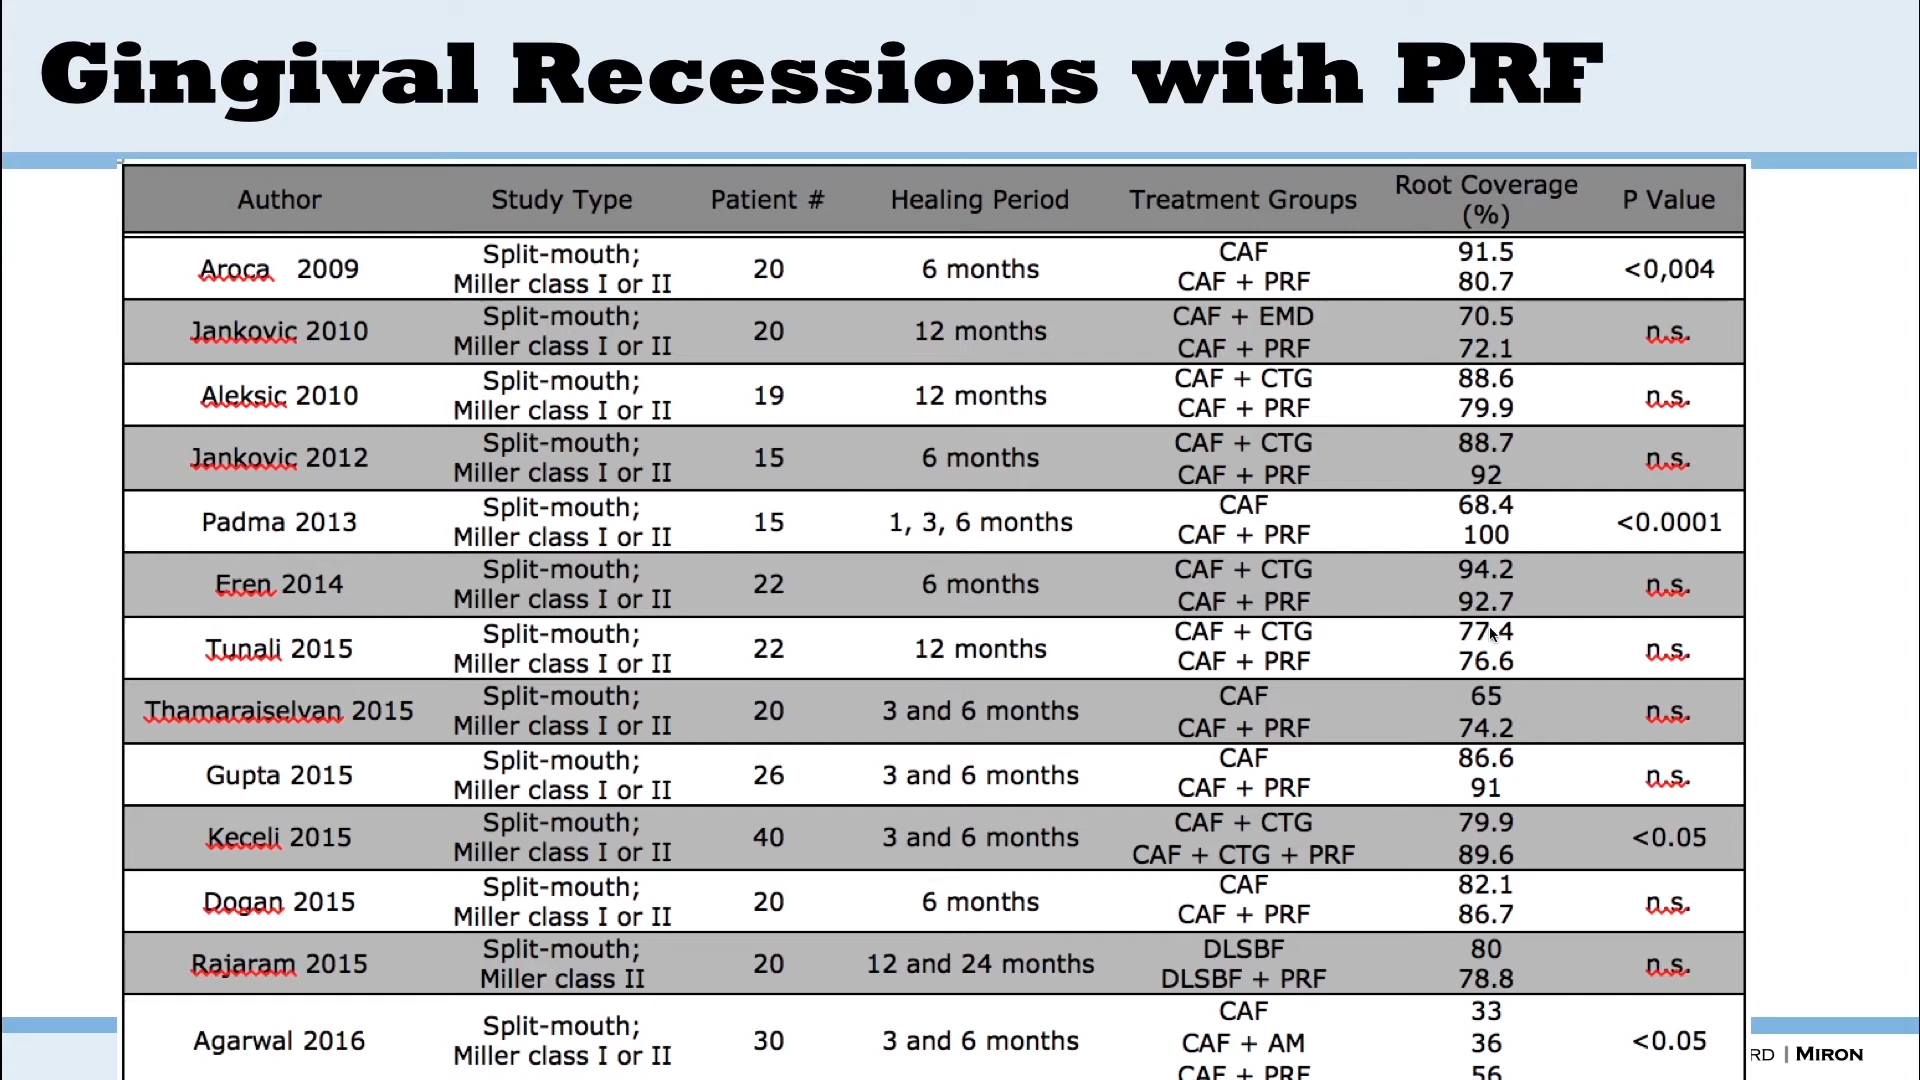 Gingival Recessions with PRF
Author Study Type Patient # Healing Period Treatment Groups Root Coverage (%) P Value
Aroca 2009 Split-mouth; Miller class I or II 20 6 months CAF 91.5 <0,004
CAF + PRF 80.7
Jankovic 2010 Split-mouth; Miller class I or II 20 12 months CAF + EMD 70.5 n.s.
CAF + PRF 72.1
Aleksic 2010 Split-mouth; Miller class I or II 19 12 months CAF + CTG 88.6 n.s.
CAF + PRF 79.9
Jankovic 2012 Split-mouth; Miller class I or II 15 6 months CAF + CTG 88.7 n.s.
CAF + PRF 92
Padma 2013 Split-mouth; Miller class I or II 15 1, 3, 6 months CAF 68.4 <0.0001
CAF + PRF 100
Eren 2014 Split-mouth; Miller class I or II 22 6 months CAF + CTG 94.2 n.s.
CAF + PRF 92.7
Tunali 2015 Split-mouth; Miller class I or II 22 12 months CAF + CTG 77.4 n.s.
CAF + PRF 76.6
Thamaraiselvan 2015 Split-mouth; Miller class I or II 20 3 and 6 months CAF 65 n.s.
CAF + PRF 74.2
Gupta 2015 Split-mouth; Miller class I or II 26 3 and 6 months CAF 86.6 n.s.
CAF + PRF 91
Keceli 2015 Split-mouth; Miller class I or II 40 3 and 6 months CAF + CTG 79.9 <0.05
CAF + CTG + PRF 89.6
Dogan 2015 Split-mouth; Miller class I or II 20 6 months CAF 82.1 n.s.
CAF + PRF 86.7
Rajaram 2015 Split-mouth; Miller class II 20 12 and 24 months DLSBF 80 n.s.
DLSBF + PRF 78.8
Agarwal 2016 Split-mouth; Miller class I or II 30 3 and 6 months CAF 33 <0.05
CAF + AM 36
CAF + PRF 56
RD | MIRON